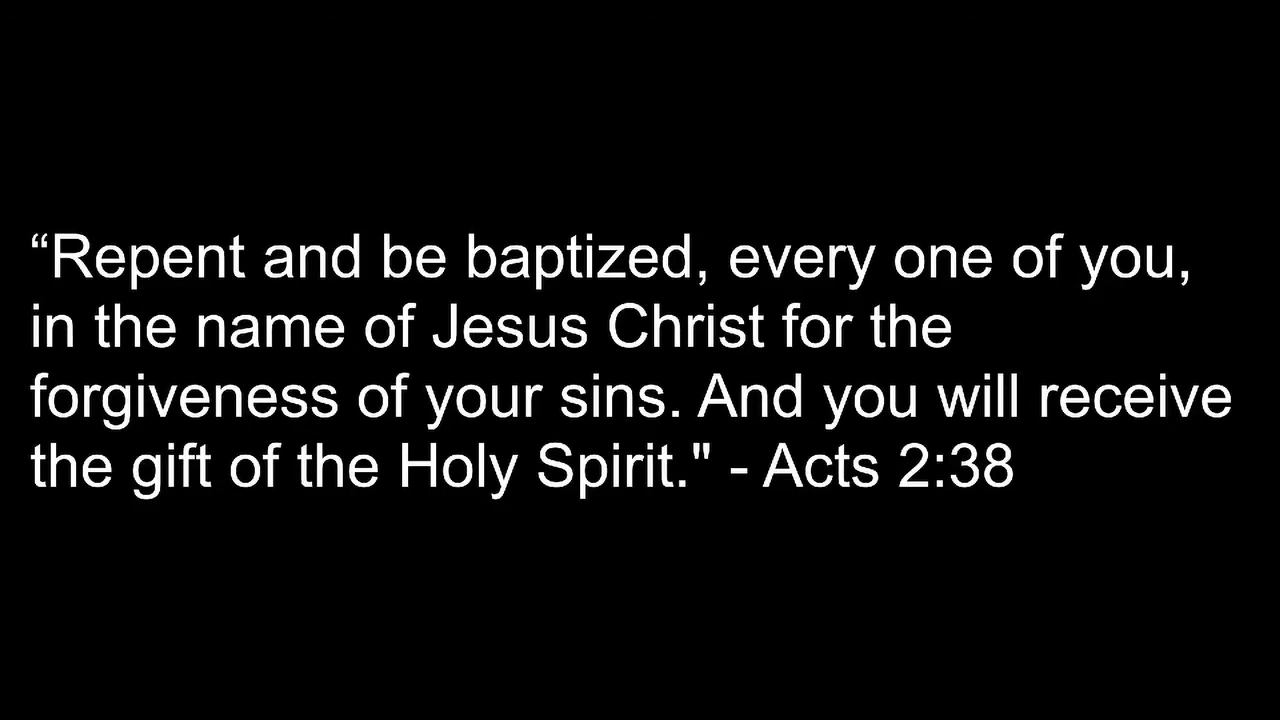 “Repent and be baptized, every one of you,
in the name of Jesus Christ for the
forgiveness of your sins. And you will receive
the gift of the Holy Spirit." - Acts 2:38